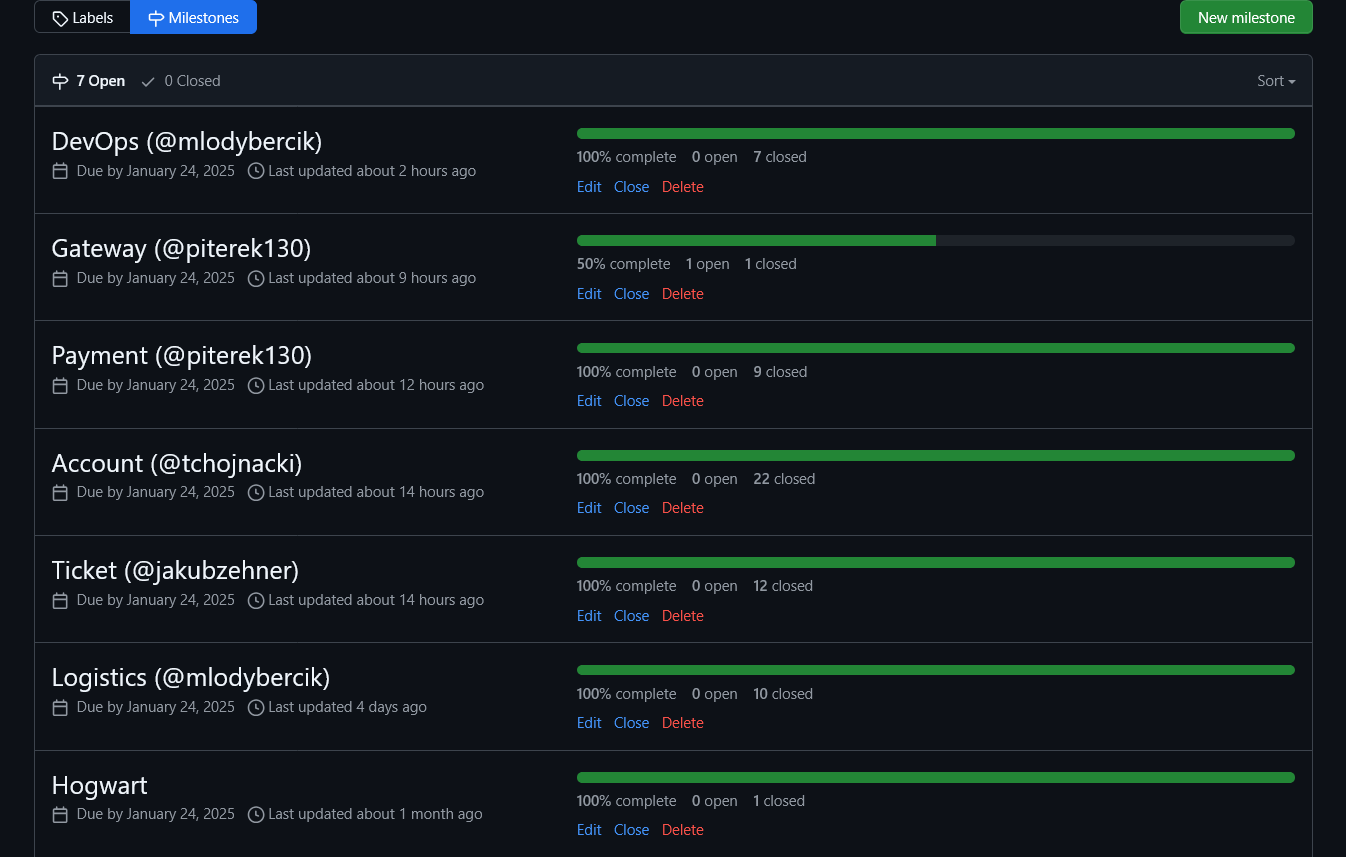 Labels Milestones New milestone
7 Open 0 Closed Sort
DevOps (@mlodybercik)
Due by January 24, 2025 Last updated about 2 hours ago
100% complete 0 open 7 closed
Edit Close Delete
Gateway (@piterek130)
Due by January 24, 2025 Last updated about 9 hours ago
50% complete 1 open 1 closed
Edit Close Delete
Payment (@piterek130)
Due by January 24, 2025 Last updated about 12 hours ago
100% complete 0 open 9 closed
Edit Close Delete
Account (@tchojnacki)
Due by January 24, 2025 Last updated about 14 hours ago
100% complete 0 open 22 closed
Edit Close Delete
Ticket (@jakubzehner)
Due by January 24, 2025 Last updated about 14 hours ago
100% complete 0 open 12 closed
Edit Close Delete
Logistics (@mlodybercik)
Due by January 24, 2025 Last updated 4 days ago
100% complete 0 open 10 closed
Edit Close Delete
Hogwart
Due by January 24, 2025 Last updated about 1 month ago
100% complete 0 open 1 closed
Edit Close Delete